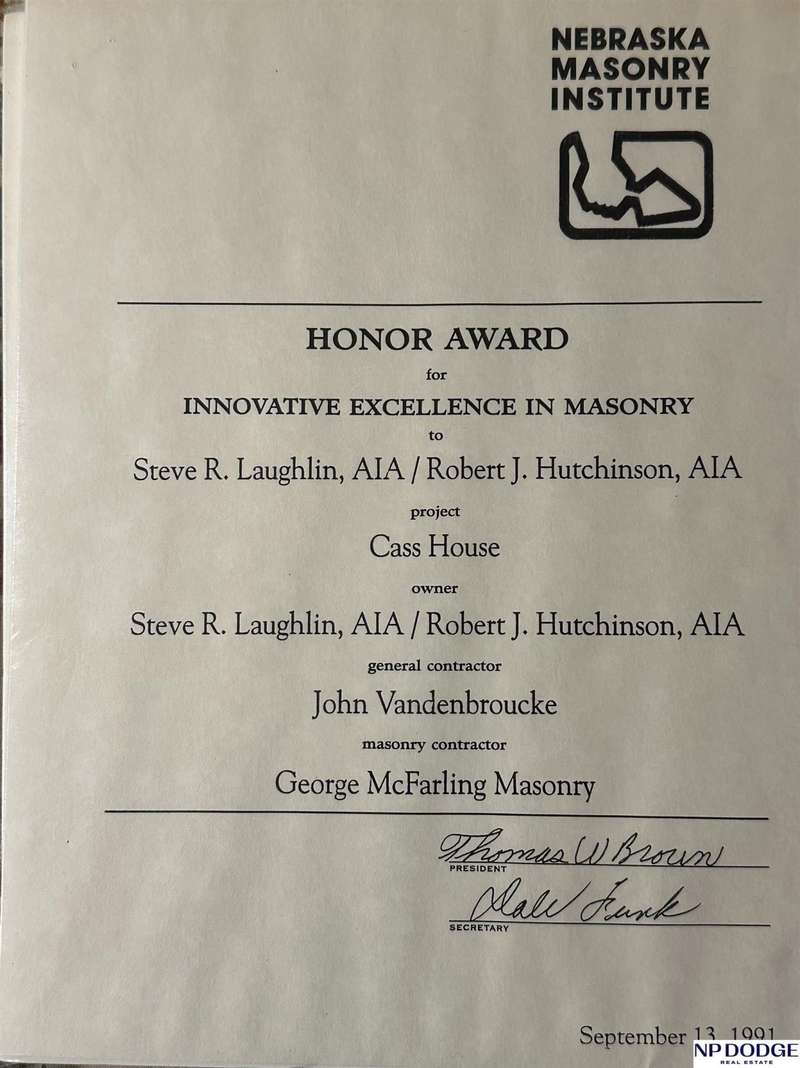 NEBRASKA
MASONRY
INSTITUTE
HONOR AWARD
for
INNOVATIVE EXCELLENCE IN MASONRY
to
Steve R. Laughlin, AIA / Robert J. Hutchinson, AIA
project
Cass House
owner
Steve R. Laughlin, AIA / Robert J. Hutchinson, AIA
general contractor
John Vandenbroucke
masonry contractor
George McFarling Masonry
Thomas W Brown
PRESIDENT
Dale Funk
SECRETARY
September 13, 1991
NP DODGE
REAL ESTATE